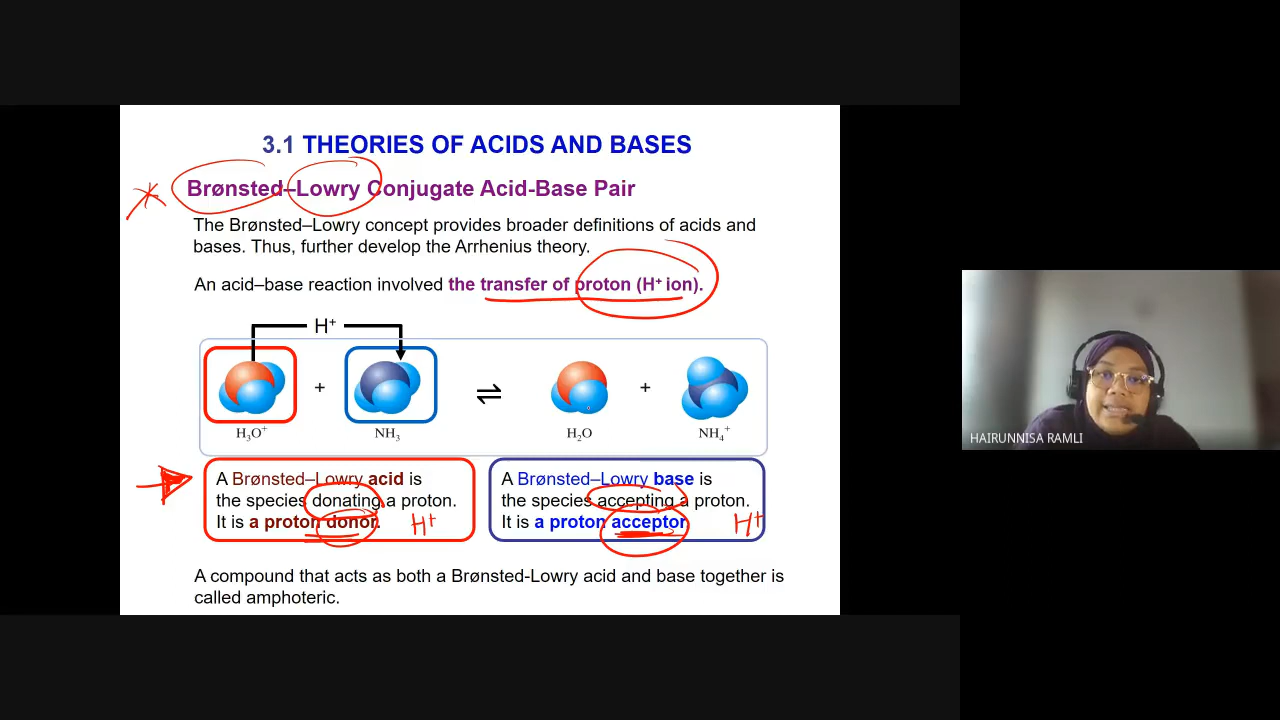 3.1 THEORIES OF ACIDS AND BASES
Brønsted–Lowry Conjugate Acid-Base Pair
The Brønsted–Lowry concept provides broader definitions of acids and
bases. Thus, further develop the Arrhenius theory.
An acid–base reaction involved the transfer of proton (H⁺ ion).
H⁺
+ ⇌ +
H₃O⁺ NH₃ H₂O NH₄⁺
A Brønsted–Lowry acid is
the species donating a proton.
It is a proton donor. H⁺
A Brønsted–Lowry base is
the species accepting a proton.
It is a proton acceptor. H⁺
A compound that acts as both a Brønsted-Lowry acid and base together is
called amphoteric.
HAIRUNNISA RAMLI